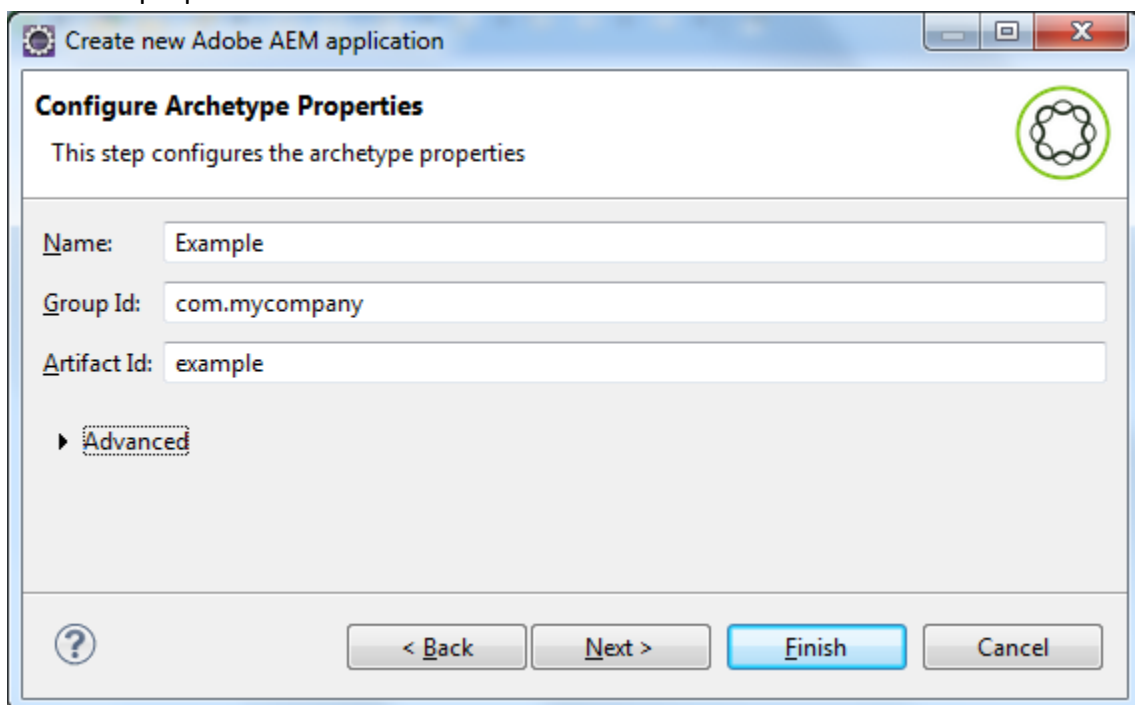 Create new Adobe AEM application
Configure Archetype Properties
This step configures the archetype properties
Name: Example
Group Id: com.mycompany
Artifact Id: example
Advanced
? < Back Next > Finish Cancel